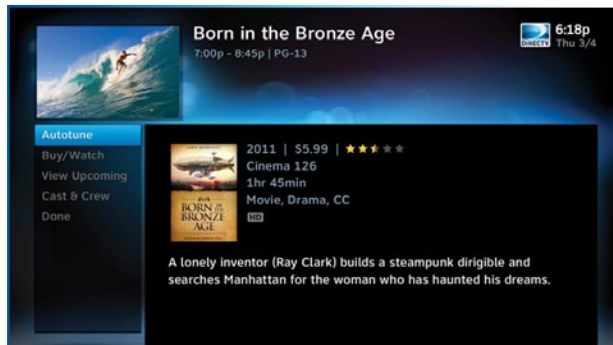 Born in the Bronze Age
7:00p - 8:45p | PG-13
DIRECTV
6:18p
Thu 3/4
Autotune
Buy/Watch
View Upcoming
Cast & Crew
Done
BORN IN THE
BRONZE
AGE
2011 | $5.99 |
Cinema 126
1hr 45min
Movie, Drama, CC
HD
A lonely inventor (Ray Clark) builds a steampunk dirigible and
searches Manhattan for the woman who has haunted his dreams.